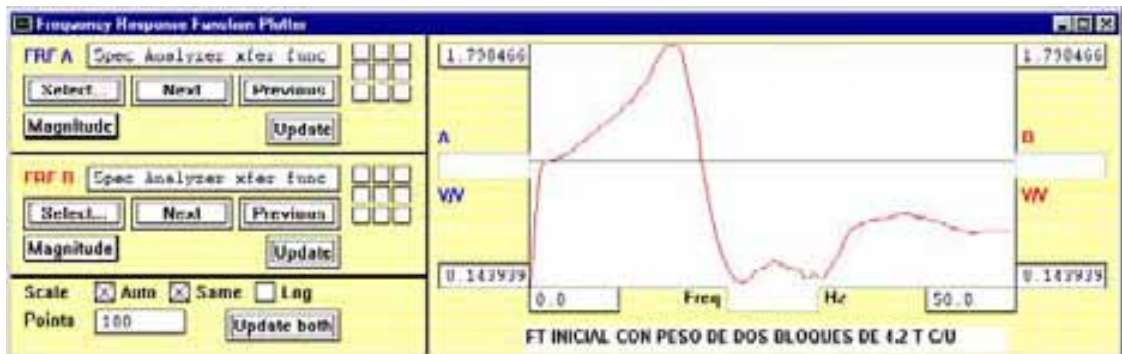 Frequency Response Function Plotter
FRF A Spec Analyzer xfer func
Select... Next Previous
Magnitude Update
FRF B Spec Analyzer xfer func
Select... Next Previous
Magnitude Update
Scale Auto Same Log
Points 100 Update both
1.790466 1.790466
A B
V/V V/V
0.143939 0.143939
0.0 Freq Hz 50.0
FT INICIAL CON PESO DE DOS BLOQUES DE 4.2 T C/U